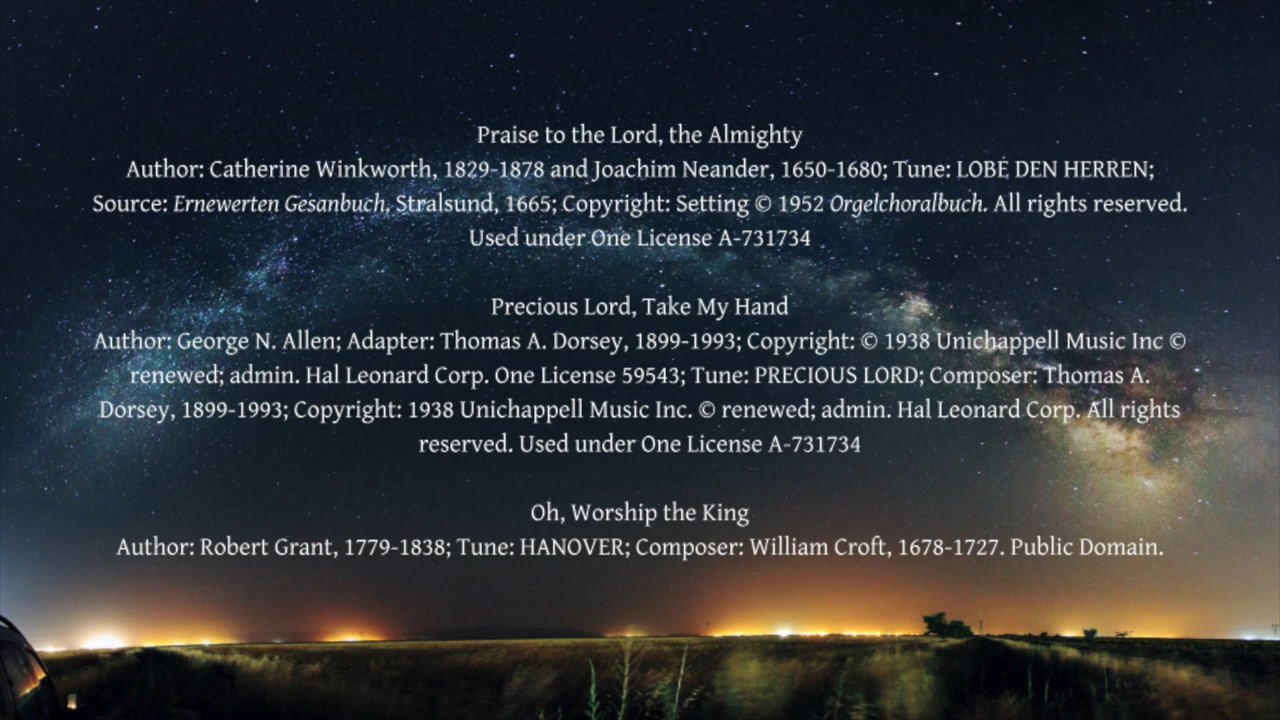 Praise to the Lord, the Almighty
Author: Catherine Winkworth, 1829-1878 and Joachim Neander, 1650-1680; Tune: LOBE DEN HERREN;
Source: Ernewerten Gesanbuch, Stralsund, 1665; Copyright: Setting © 1952 Orgelchoralbuch. All rights reserved.
Used under One License A-731734
Precious Lord, Take My Hand
Author: George N. Allen; Adapter: Thomas A. Dorsey, 1899-1993; Copyright: © 1938 Unichappell Music Inc ©
renewed; admin. Hal Leonard Corp. One License 59543; Tune: PRECIOUS LORD; Composer: Thomas A.
Dorsey, 1899-1993; Copyright: 1938 Unichappell Music Inc. © renewed; admin. Hal Leonard Corp. All rights
reserved. Used under One License A-731734
Oh, Worship the King
Author: Robert Grant, 1779-1838; Tune: HANOVER; Composer: William Croft, 1678-1727. Public Domain.